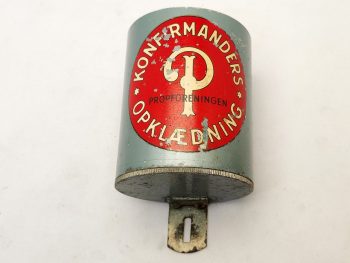 KONFIRMANDERS
P
PROPFORENINGEN
OPKLÆDNING